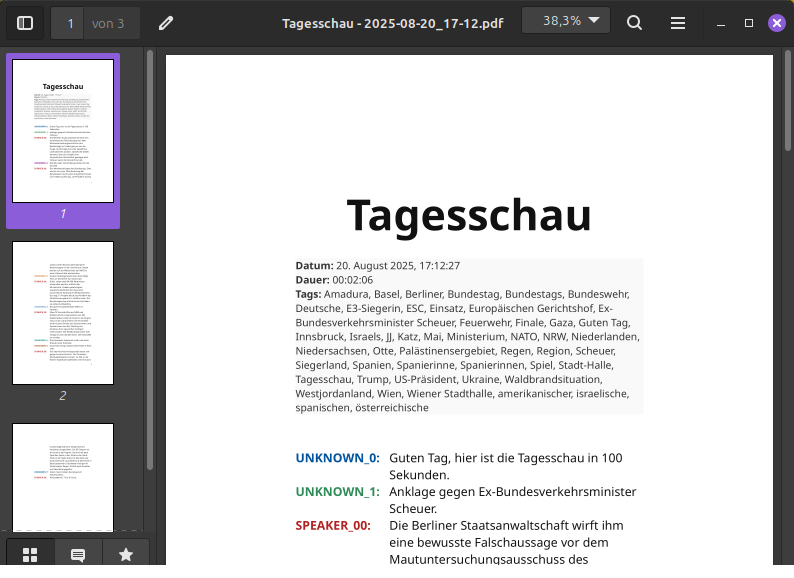 1 von 3
Tagesschau - 2025-08-20_17-12.pdf
38,3%
Tagesschau
1
2
Tagesschau
Datum: 20. August 2025, 17:12:27
Dauer: 00:02:06
Tags: Amadura, Basel, Berliner, Bundestag, Bundestags, Bundeswehr,
Deutsche, E3-Siegerin, ESC, Einsatz, Europäischen Gerichtshof, Ex-
Bundesverkehrsminister Scheuer, Feuerwehr, Finale, Gaza, Guten Tag,
Innsbruck, Israels, JJ, Katz, Mai, Ministerium, NATO, NRW, Niederlanden,
Niedersachsen, Otte, Palästinensergebiet, Regen, Region, Scheuer,
Siegerland, Spanien, Spanierinne, Spanierinnen, Spiel, Stadt-Halle,
Tagesschau, Trump, US-Präsident, Ukraine, Waldbrandsituation,
Westjordanland, Wien, Wiener Stadthalle, amerikanischer, israelische,
spanischen, österreichische
UNKNOWN_0: Guten Tag, hier ist die Tagesschau in 100
Sekunden.
UNKNOWN_1: Anklage gegen Ex-Bundesverkehrsminister
Scheuer.
SPEAKER_00: Die Berliner Staatsanwaltschaft wirft ihm
eine bewusste Falschaussage vor dem
Mautuntersuchungsausschuss des